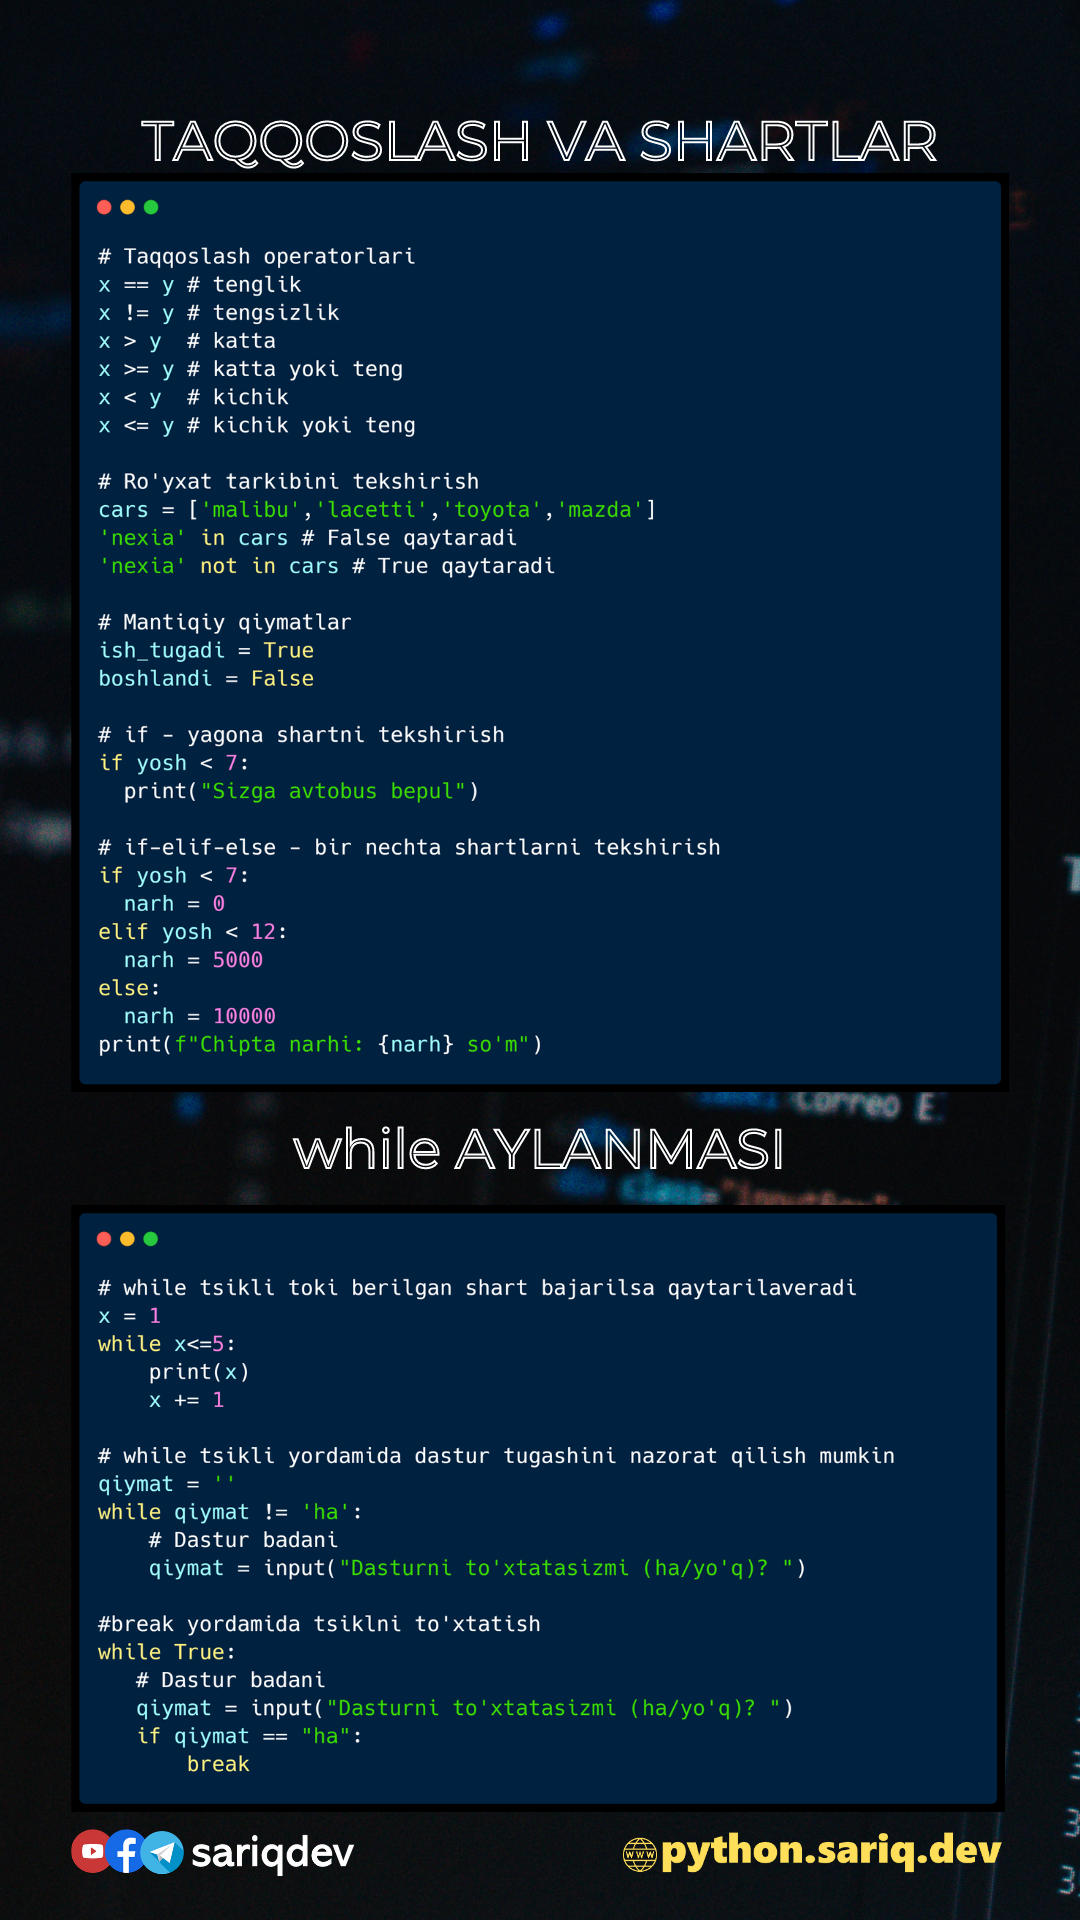 TAQQOSLASH VA SHARTLAR
# Taqqoslash operatorlari
x == y # tenglik
x != y # tengsizlik
x > y  # katta
x >= y # katta yoki teng
x < y  # kichik
x <= y # kichik yoki teng
# Ro'yxat tarkibini tekshirish
cars = ['malibu','lacetti','toyota','mazda']
'nexia' in cars # False qaytaradi
'nexia' not in cars # True qaytaradi
# Mantiqiy qiymatlar
ish_tugadi = True
boshlandi = False
# if - yagona shartni tekshirish
if yosh < 7:
  print("Sizga avtobus bepul")
# if-elif-else - bir nechta shartlarni tekshirish
if yosh < 7:
  narh = 0
elif yosh < 12:
  narh = 5000
else:
  narh = 10000
print(f"Chipta narhi: {narh} so'm")
Correo E.
while AYLANMASI
class="inputBox"
# while tsikli toki berilgan shart bajarilsa qaytarilaveradi
x = 1
while x<=5:
    print(x)
    x += 1
# while tsikli yordamida dastur tugashini nazorat qilish mumkin
qiymat = ''
while qiymat != 'ha':
    # Dastur badani
    qiymat = input("Dasturni to'xtatasizmi (ha/yo'q)? ")
#break yordamida tsiklni to'xtatish
while True:
   # Dastur badani
   qiymat = input("Dasturni to'xtatasizmi (ha/yo'q)? ")
   if qiymat == "ha":
       break
sariqdev
www python.sariq.dev